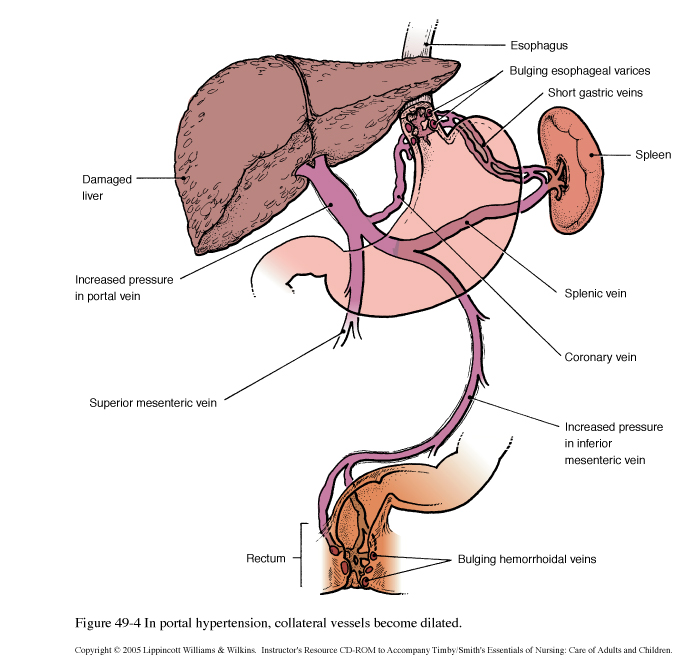 Esophagus
Bulging esophageal varices
Short gastric veins
Spleen
Damaged
liver
Increased pressure
in portal vein
Splenic vein
Coronary vein
Superior mesenteric vein
Increased pressure
in inferior
mesenteric vein
Rectum
Bulging hemorrhoidal veins
Figure 49-4 In portal hypertension, collateral vessels become dilated.
Copyright © 2005 Lippincott Williams & Wilkins. Instructor's Resource CD-ROM to Accompany Timby/Smith's Essentials of Nursing: Care of Adults and Children.